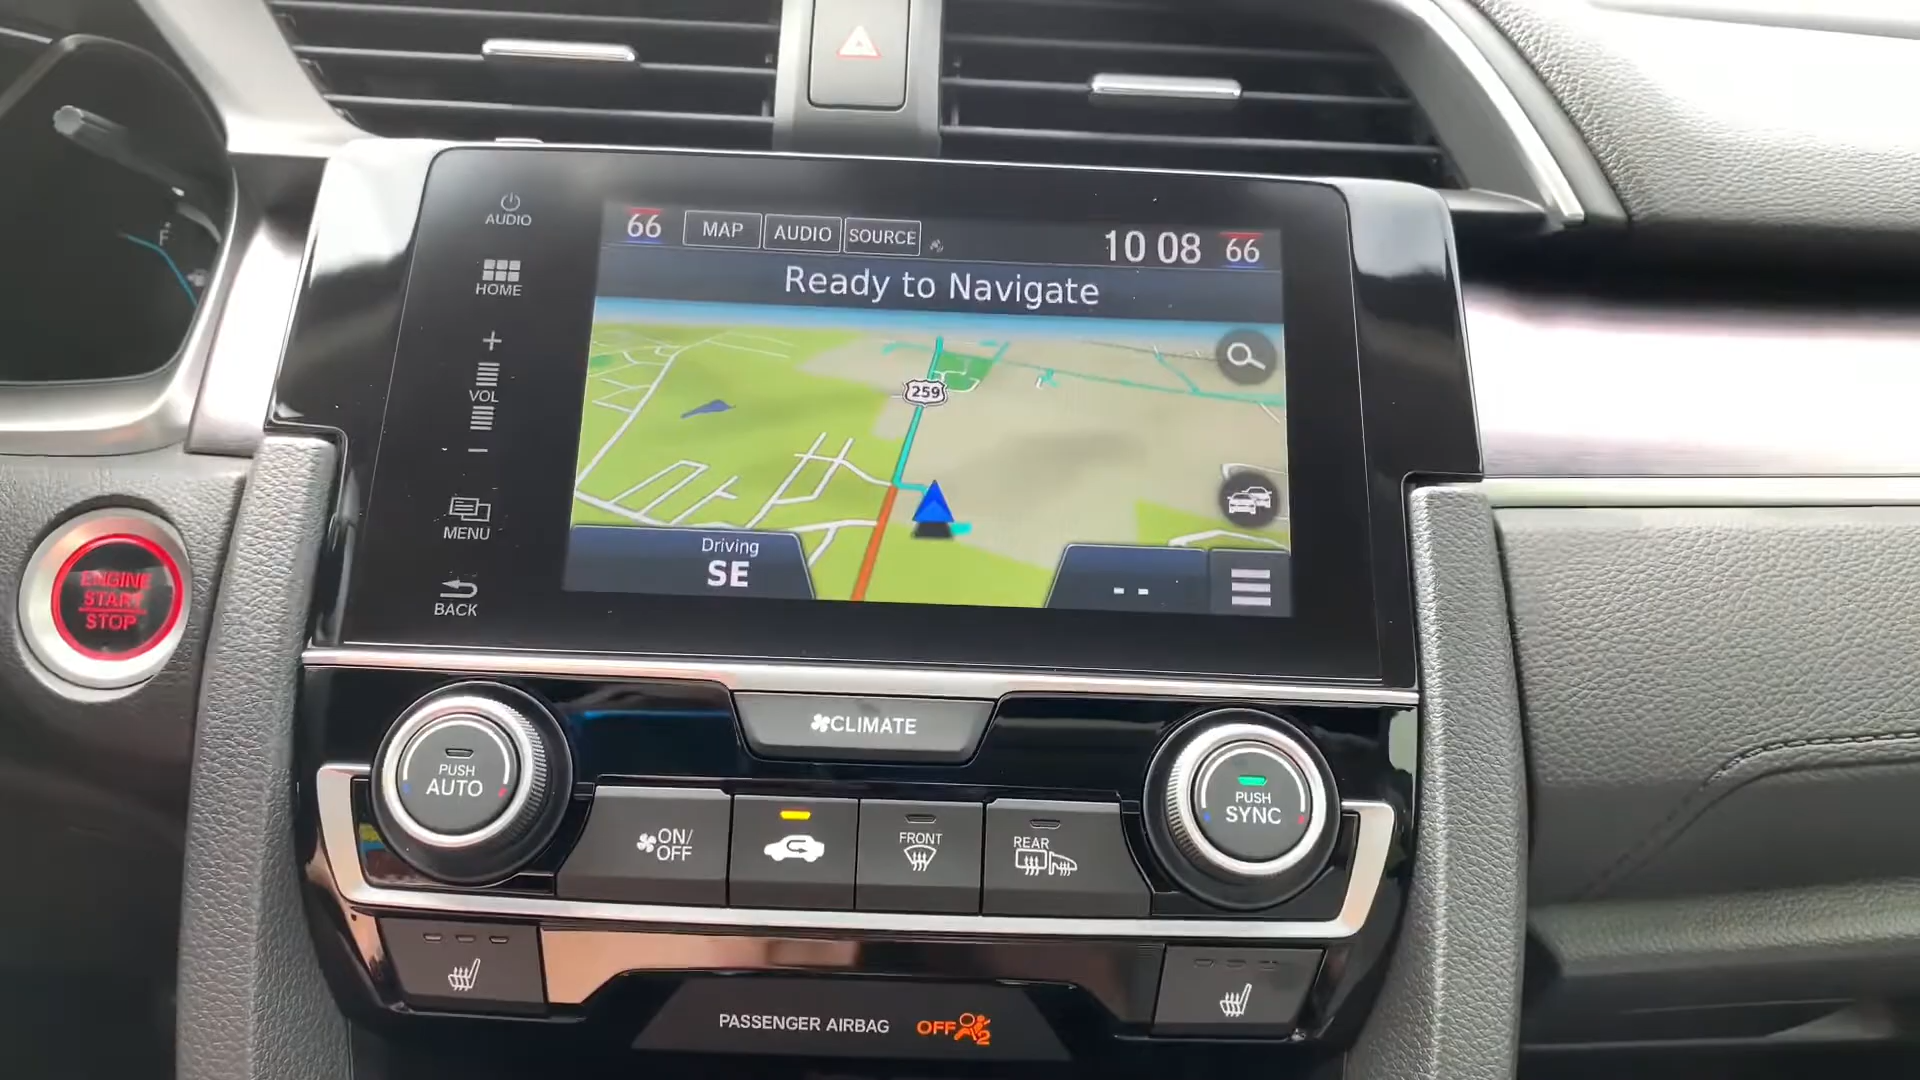 AUDIO
HOME
VOL
MENU
BACK
66 MAP AUDIO SOURCE 10 08 66
Ready to Navigate
259
Driving
SE
- -
F
ENGINE
START
STOP
CLIMATE
PUSH
AUTO
ON/
OFF
FRONT
REAR
PUSH
SYNC
PASSENGER AIRBAG OFF
2